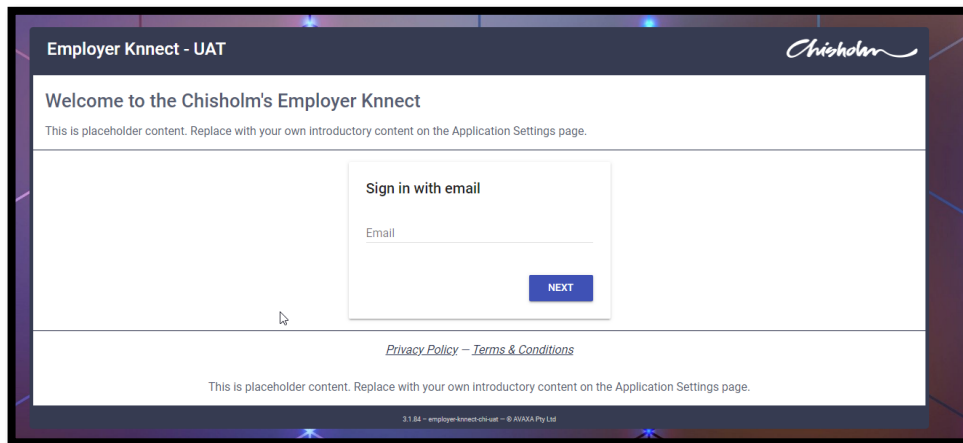 Employer Knnect - UAT
Chisholm
Welcome to the Chisholm's Employer Knnect
This is placeholder content. Replace with your own introductory content on the Application Settings page.
Sign in with email
Email
NEXT
Privacy Policy — Terms & Conditions
This is placeholder content. Replace with your own introductory content on the Application Settings page.
3.1.84 – employer-knnect-chi-uat – © AVAXA Pty Ltd